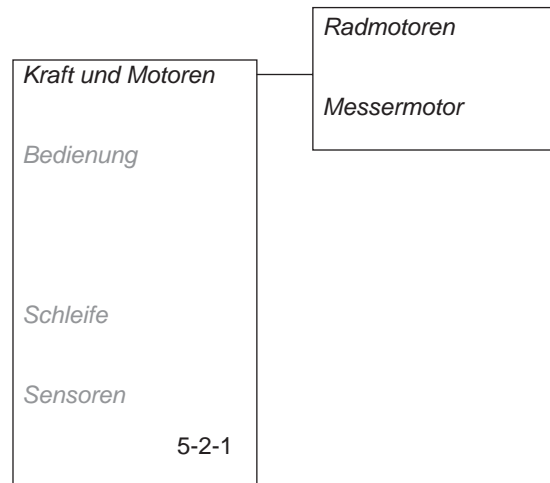 Kraft und Motoren
Bedienung
Schleife
Sensoren
5-2-1
Radmotoren
Messermotor